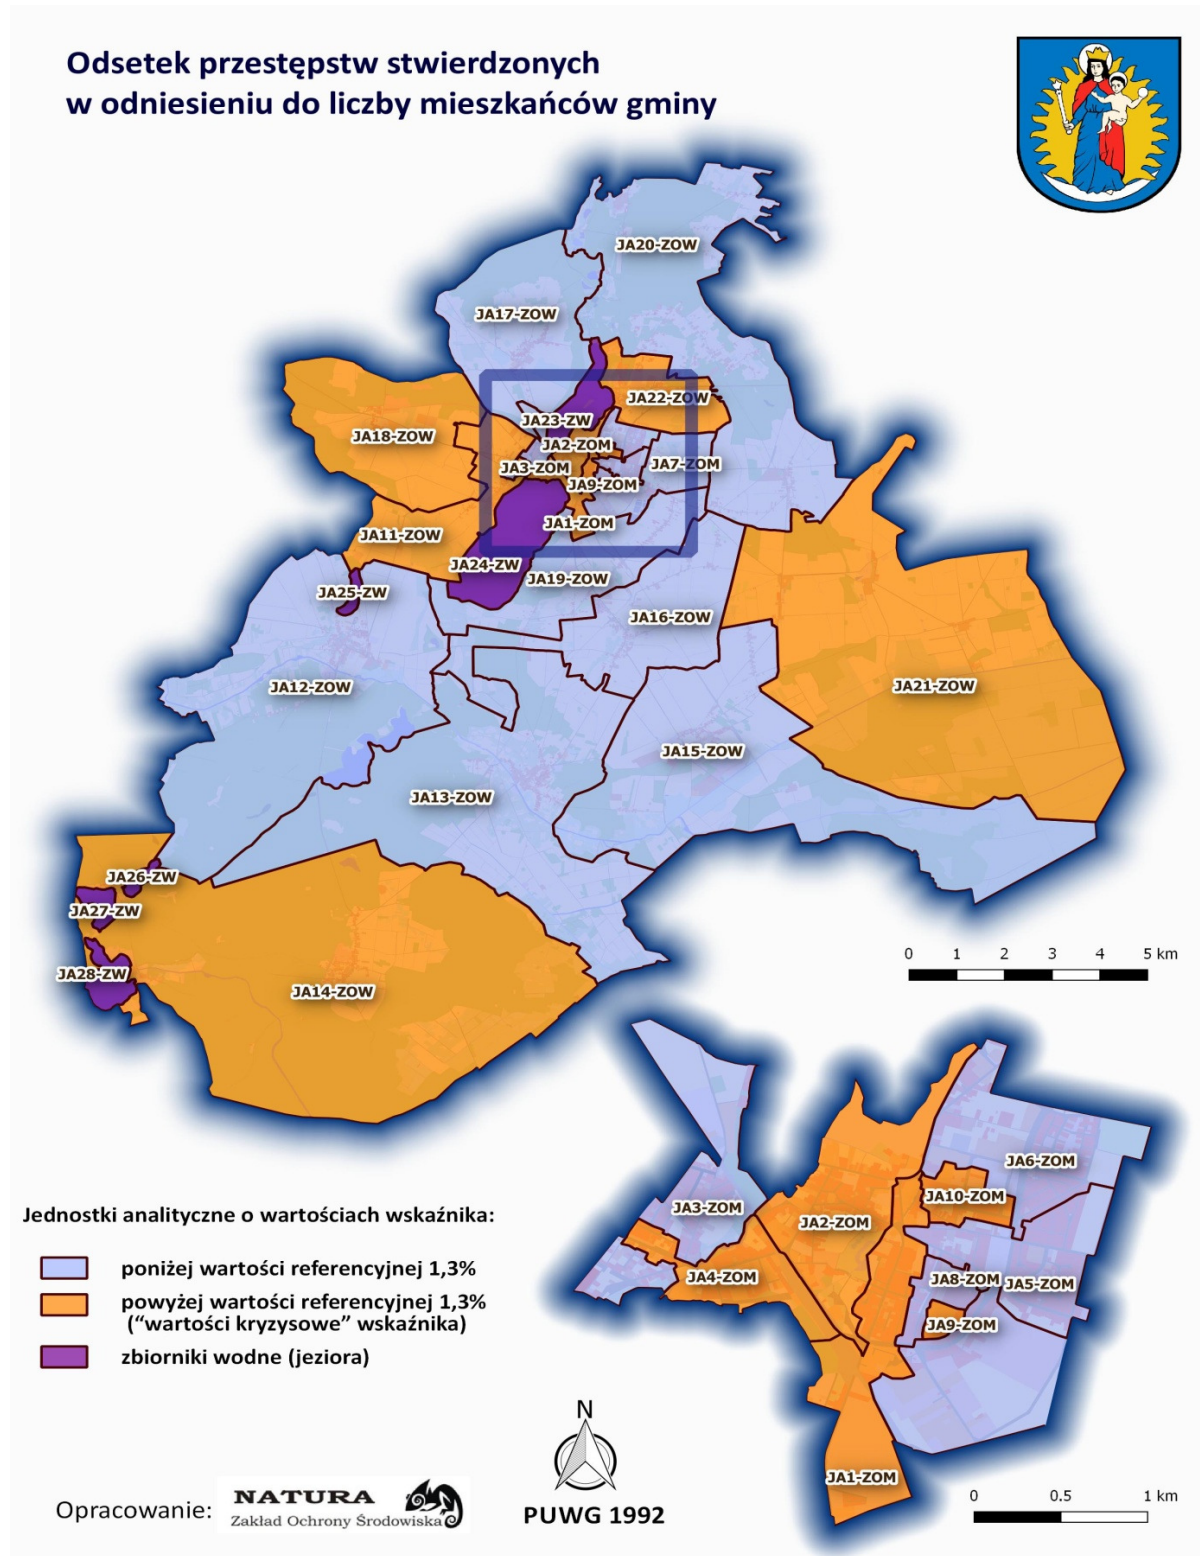 Odsetek przestępstw stwierdzonych
w odniesieniu do liczby mieszkańców gminy
JA20-ZOW
JA17-ZOW
JA22-ZOW
JA23-ZW
JA18-ZOW
JA2-ZOM
JA3-ZOM
JA7-ZOM
JA9-ZOM
JA1-ZOM
JA11-ZOW
JA24-ZW
JA19-ZOW
JA25-ZW
JA16-ZOW
JA12-ZOW
JA21-ZOW
JA15-ZOW
JA13-ZOW
JA26-ZW
JA27-ZW
JA28-ZW
JA14-ZOW
0 1 2 3 4 5 km
JA6-ZOM
JA10-ZOM
JA3-ZOM
JA2-ZOM
JA4-ZOM
JA8-ZOM
JA5-ZOM
JA9-ZOM
JA1-ZOM
Jednostki analityczne o wartościach wskaźnika:
poniżej wartości referencyjnej 1,3%
powyżej wartości referencyjnej 1,3%
(“wartości kryzysowe” wskaźnika)
zbiorniki wodne (jeziora)
N
PUWG 1992
0 0.5 1 km
Opracowanie:
NATURA
Zakład Ochrony Środowiska